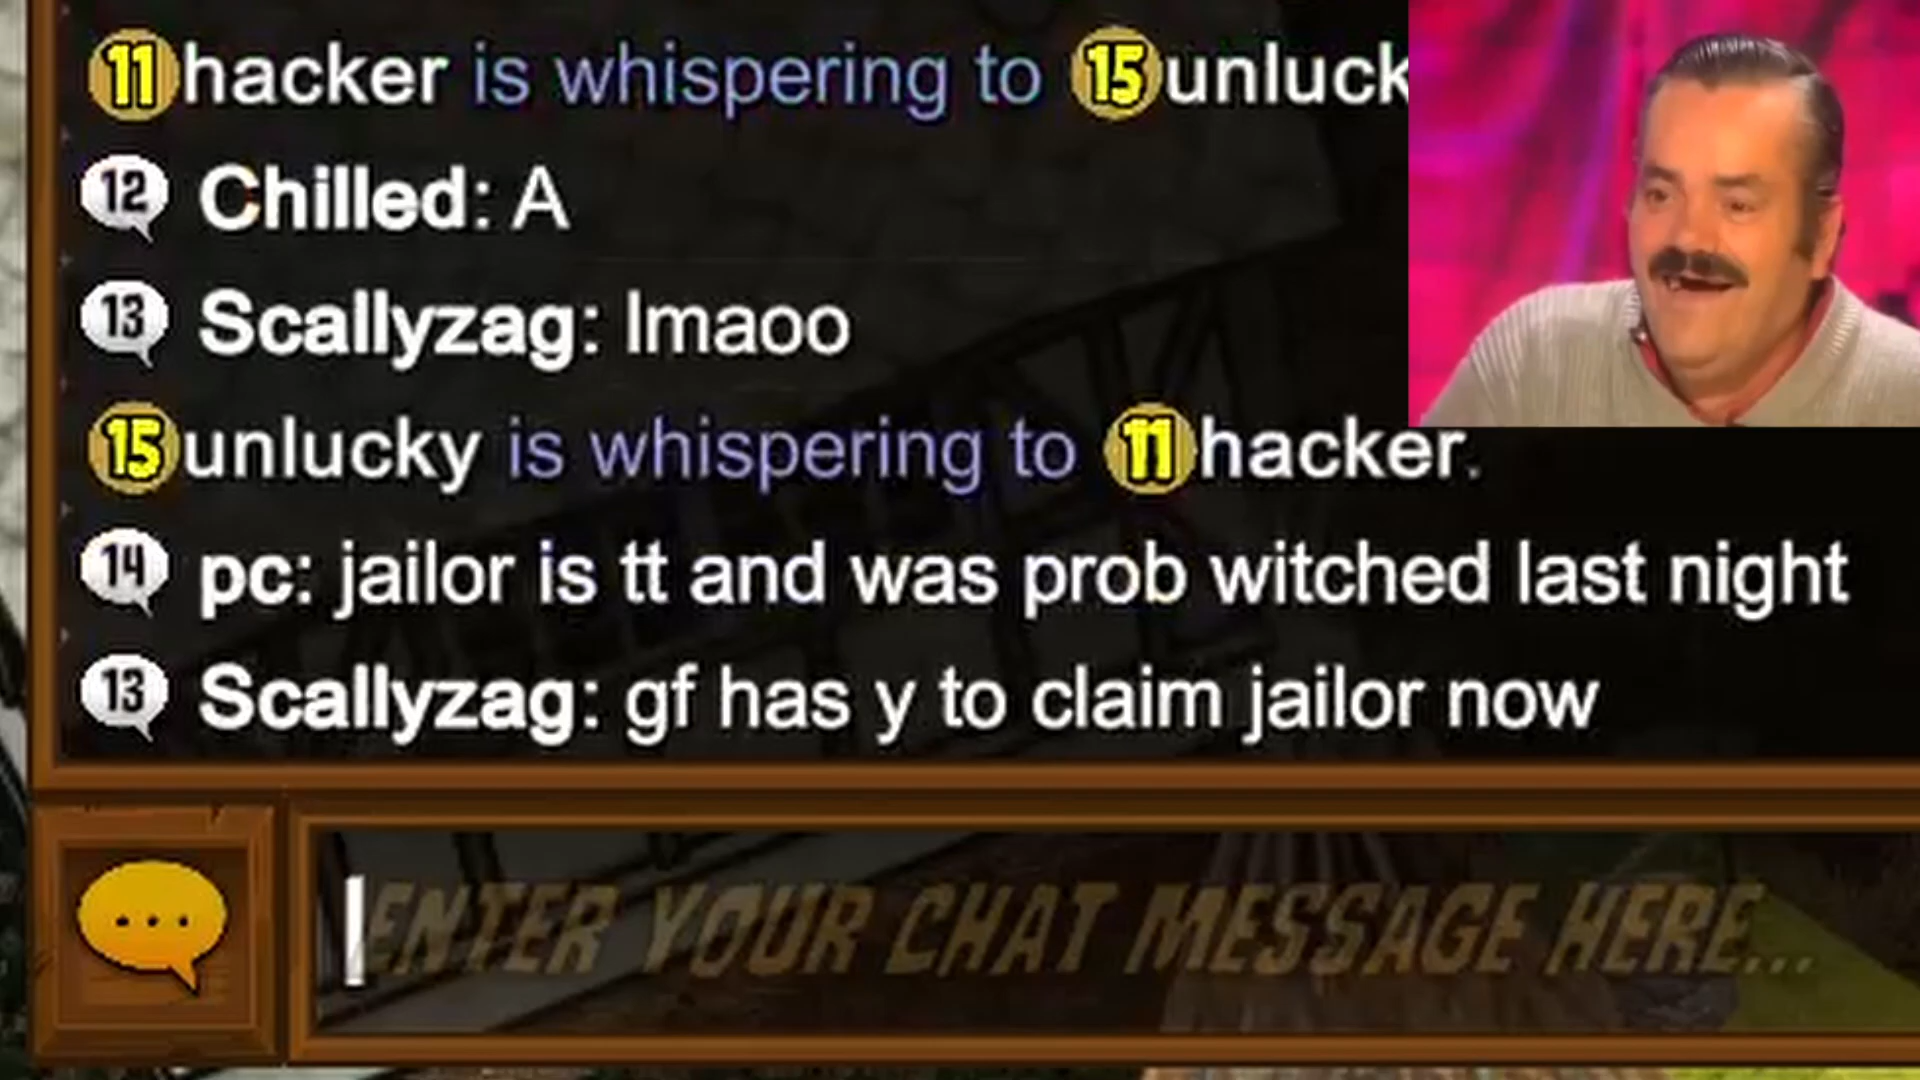 11 hacker is whispering to 15 unluck
12 Chilled: A
13 Scallyzag: lmaoo
15 unlucky is whispering to 11 hacker.
14 pc: jailor is tt and was prob witched last night
13 Scallyzag: gf has y to claim jailor now
ENTER YOUR CHAT MESSAGE HERE...